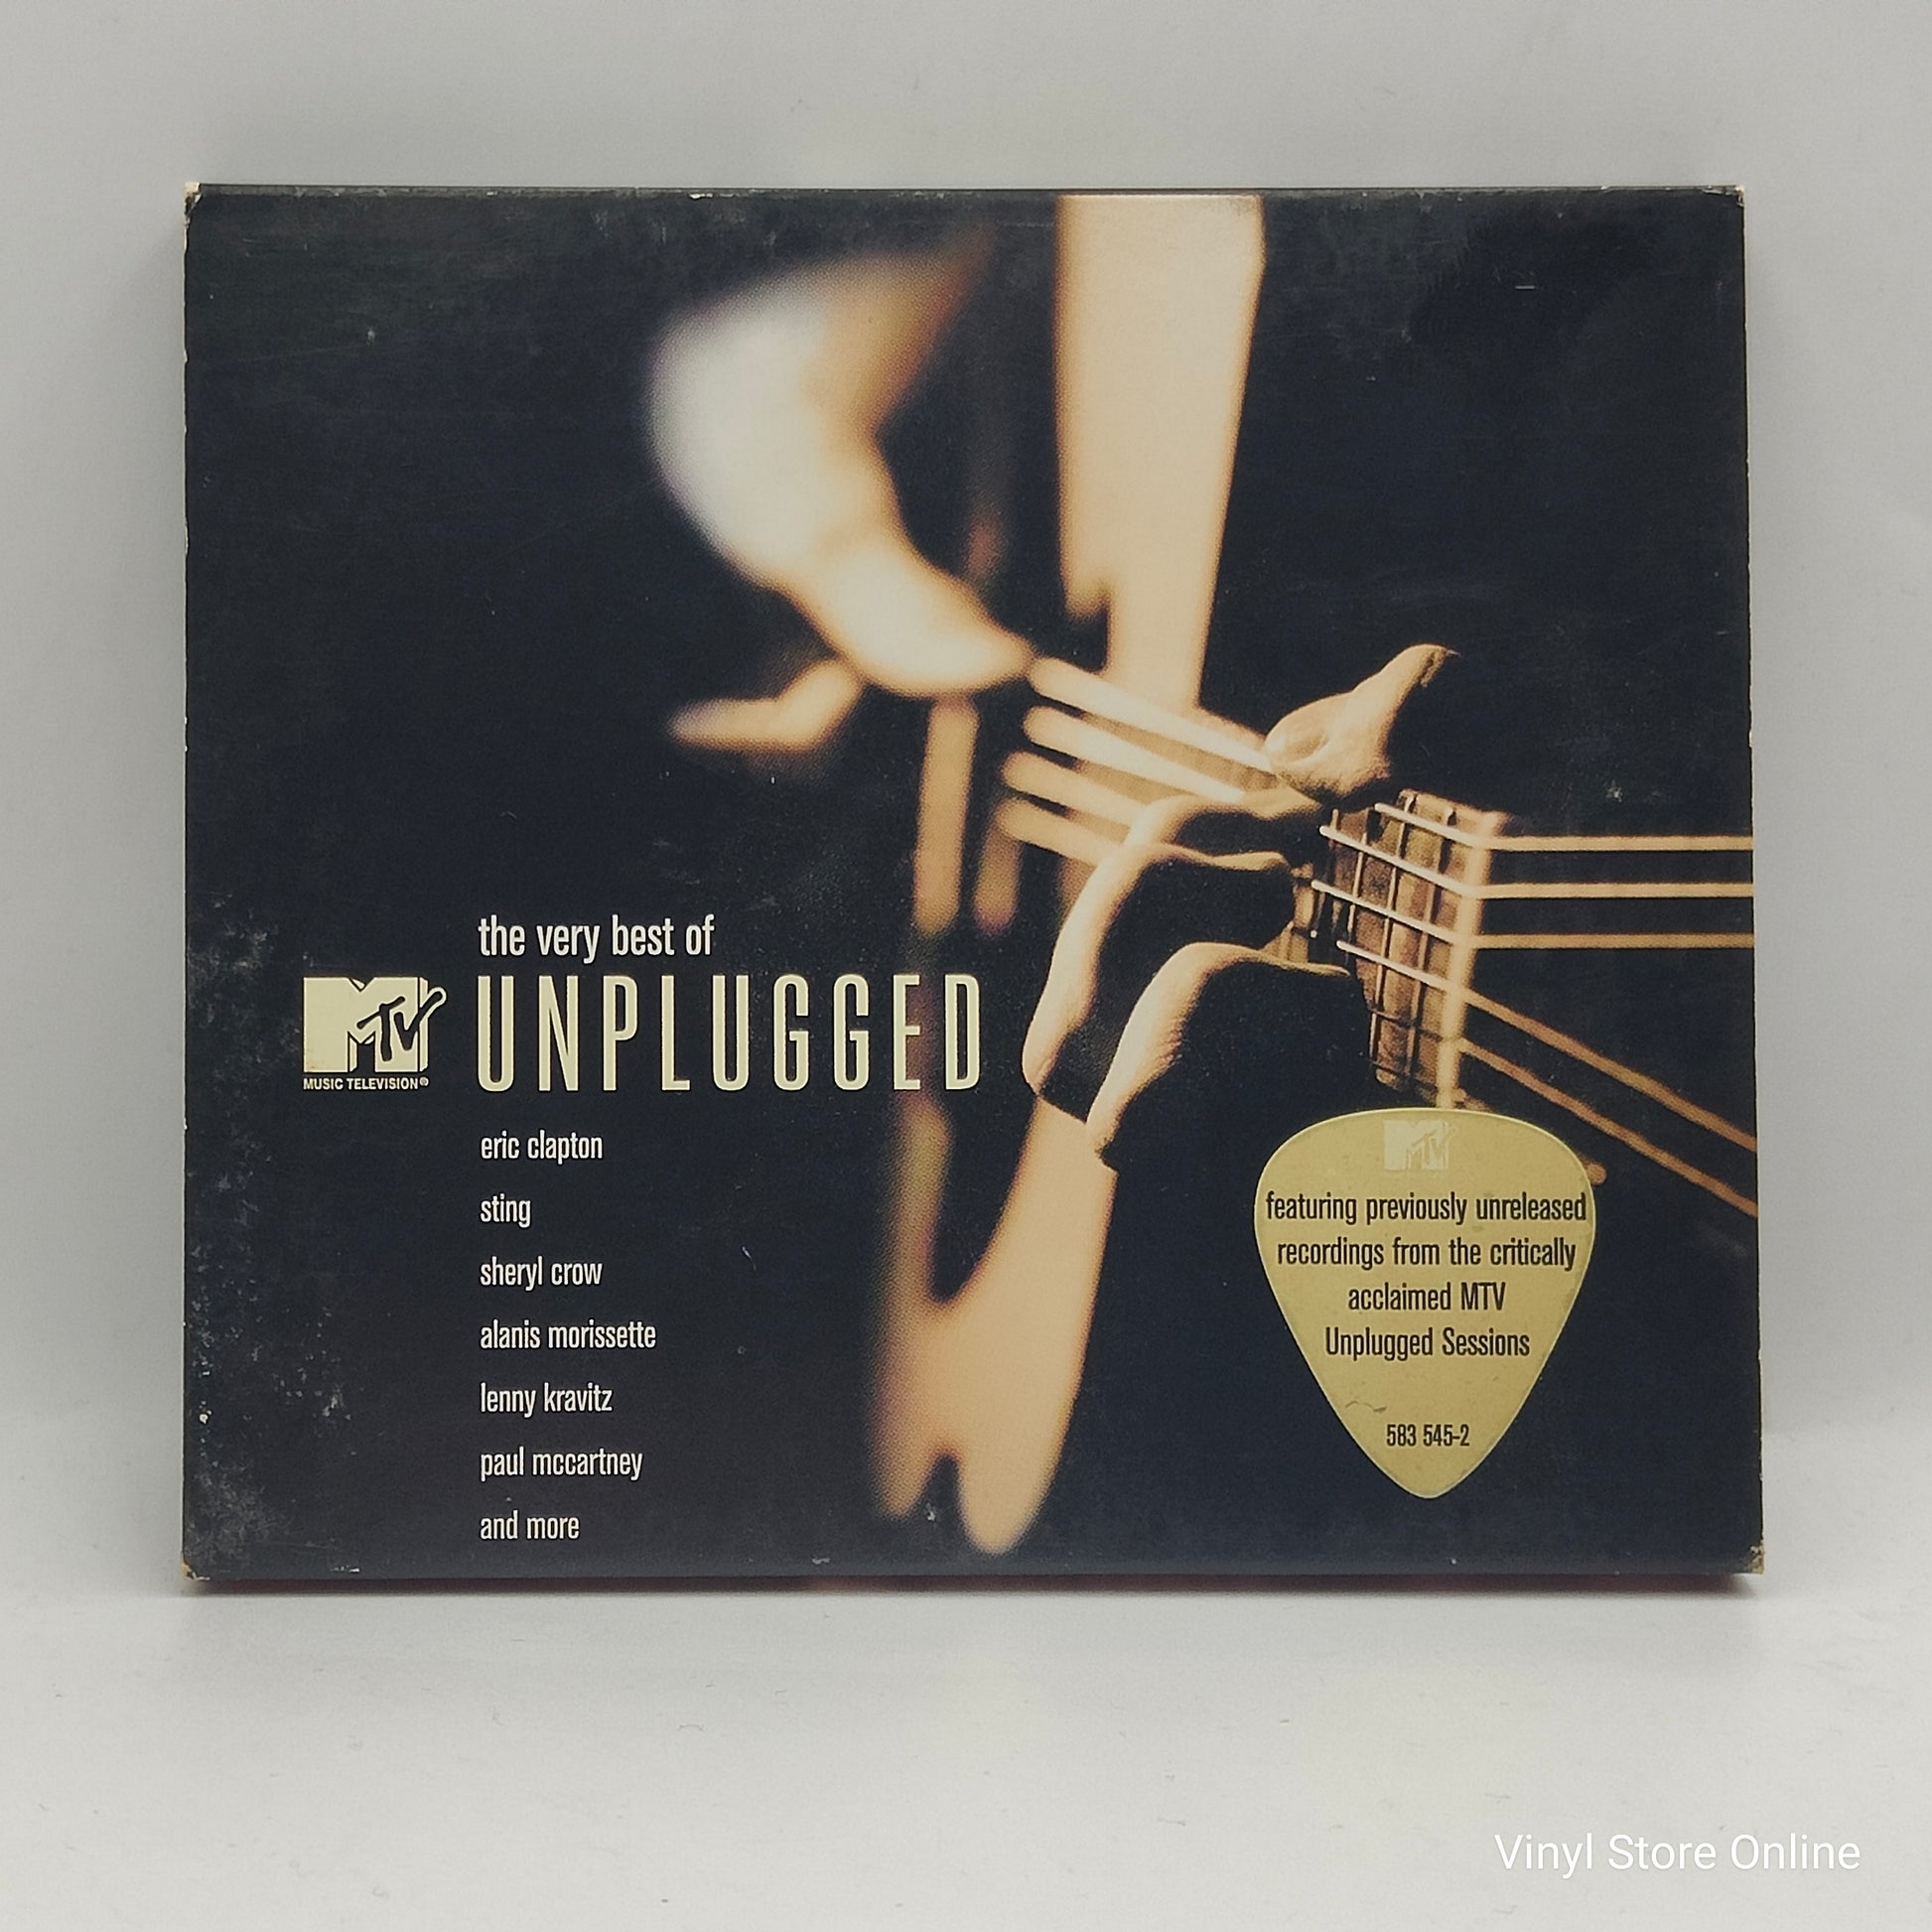 the very best of
MTV
MUSIC TELEVISION®
UNPLUGGED
eric clapton
sting
sheryl crow
alanis morissette
lenny kravitz
paul mccartney
and more
MTV
featuring previously unreleased
recordings from the critically
acclaimed MTV
Unplugged Sessions
583 545-2
Vinyl Store Online